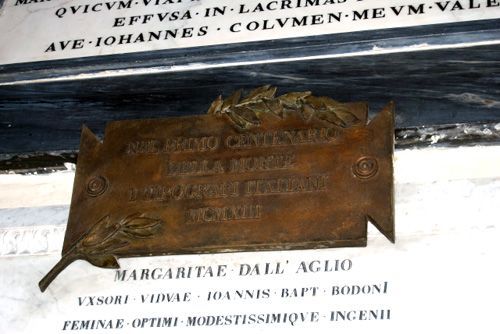 QVICVM · VIXI
EFFVSA · IN · LACRIMAS
AVE · IOHANNES · COLVMEN · MEVM · VALE
NEL PRIMO CENTENARIO
DELLA MORTE
I TIPOGRAFI ITALIANI
MCMXIII
MARGARITAE · DALL' AGLIO
VXSORI · VIDVAE · IOANNIS · BAPT · BODONI
FEMINAE · OPTIMI · MODESTISSIMIQVE · INGENII